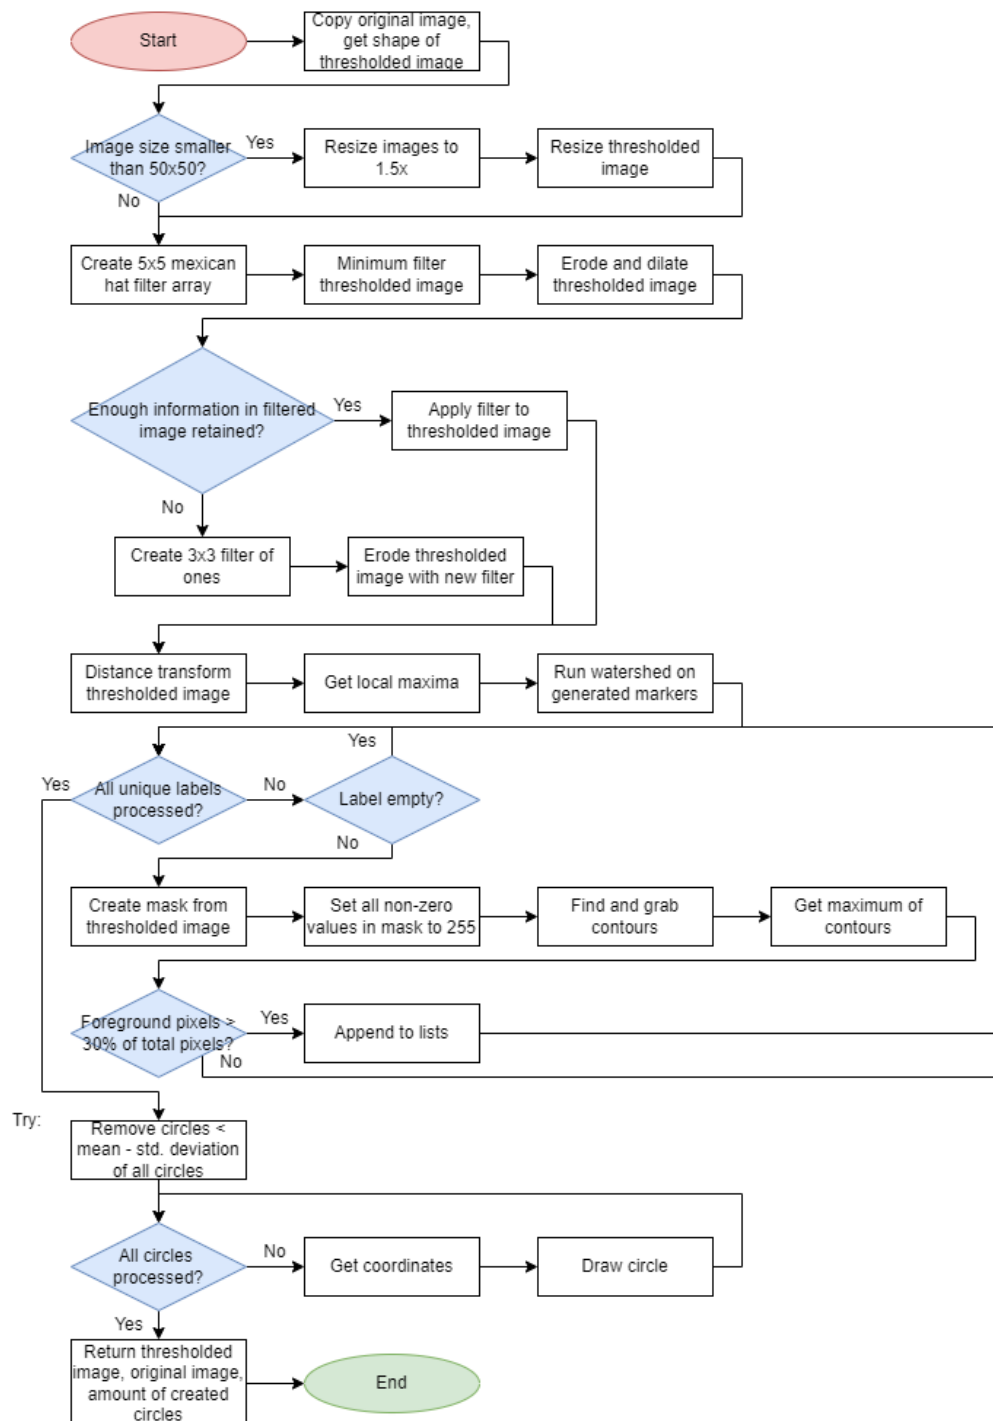 Start
Copy original image,
get shape of
thresholded image
Image size smaller
than 50x50?
Yes
Resize images to
1.5x
Resize thresholded
image
No
Create 5x5 mexican
hat filter array
Minimum filter
thresholded image
Erode and dilate
thresholded image
Enough information in filtered
image retained?
Yes
Apply filter to
thresholded image
No
Create 3x3 filter of
ones
Erode thresholded
image with new filter
Distance transform
thresholded image
Get local maxima
Run watershed on
generated markers
Yes
Yes
All unique labels
processed?
No
Label empty?
No
Create mask from
thresholded image
Set all non-zero
values in mask to 255
Find and grab
contours
Get maximum of
contours
Foreground pixels >
30% of total pixels?
Yes
Append to lists
No
Try:
Remove circles <
mean - std. deviation
of all circles
All circles
processed?
No
Get coordinates
Draw circle
Yes
Return thresholded
image, original image,
amount of created
circles
End